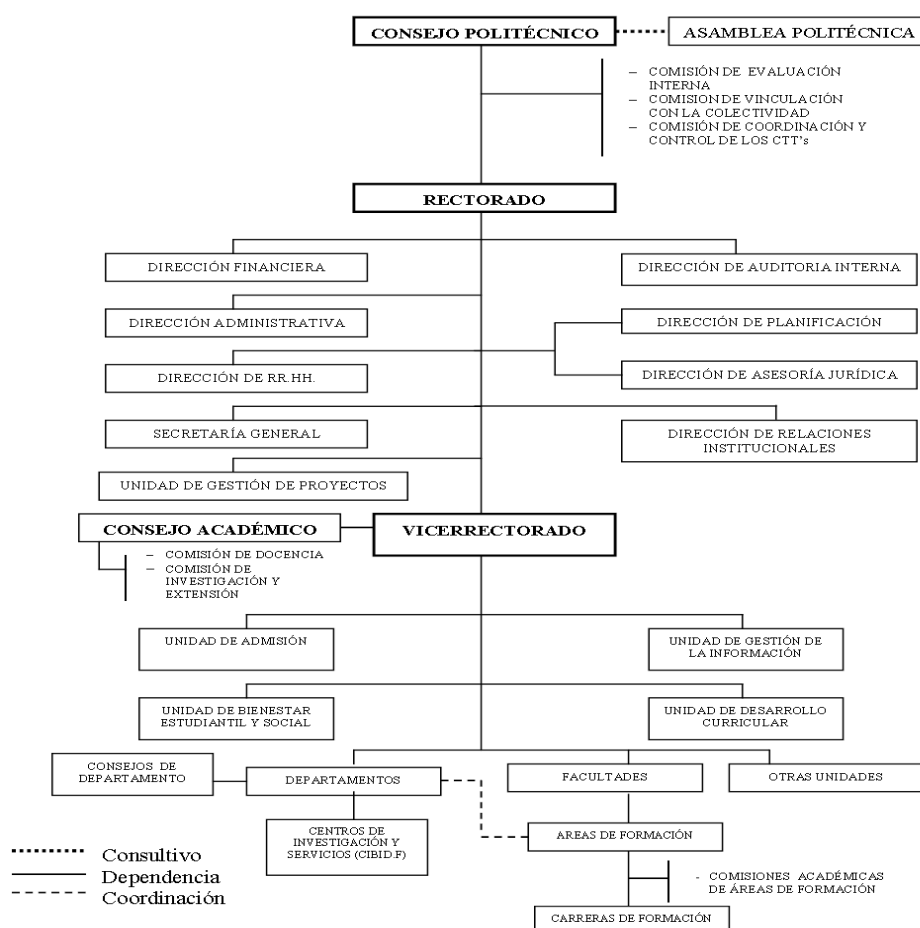 CONSEJO POLITÉCNICO
ASAMBLEA POLITÉCNICA
– COMISIÓN DE EVALUACIÓN
INTERNA
– COMISION DE VINCULACIÓN
CON LA COLECTIVIDAD
– COMISIÓN DE COORDINACIÓN Y
CONTROL DE LOS CTT's
RECTORADO
DIRECCIÓN FINANCIERA
DIRECCIÓN DE AUDITORIA INTERNA
DIRECCIÓN ADMINISTRATIVA
DIRECCIÓN DE PLANIFICACIÓN
DIRECCIÓN DE RR.HH.
DIRECCIÓN DE ASESORÍA JURÍDICA
SECRETARÍA GENERAL
DIRECCIÓN DE RELACIONES
INSTITUCIONALES
UNIDAD DE GESTIÓN DE PROYECTOS
CONSEJO ACADÉMICO
VICERRECTORADO
– COMISIÓN DE DOCENCIA
– COMISIÓN DE
INVESTIGACIÓN Y
EXTENSIÓN
UNIDAD DE ADMISIÓN
UNIDAD DE GESTIÓN DE
LA INFORMACIÓN
UNIDAD DE BIENESTAR
ESTUDIANTIL Y SOCIAL
UNIDAD DE DESARROLLO
CURRICULAR
CONSEJOS DE
DEPARTAMENTO
DEPARTAMENTOS
FACULTADES
OTRAS UNIDADES
CENTROS DE
INVESTIGACIÓN Y
SERVICIOS (CIBID.F)
AREAS DE FORMACIÓN
- COMISIONES ACADÉMICAS
DE ÁREAS DE FORMACIÓN
CARRERAS DE FORMACIÓN
Consultivo
Dependencia
Coordinación